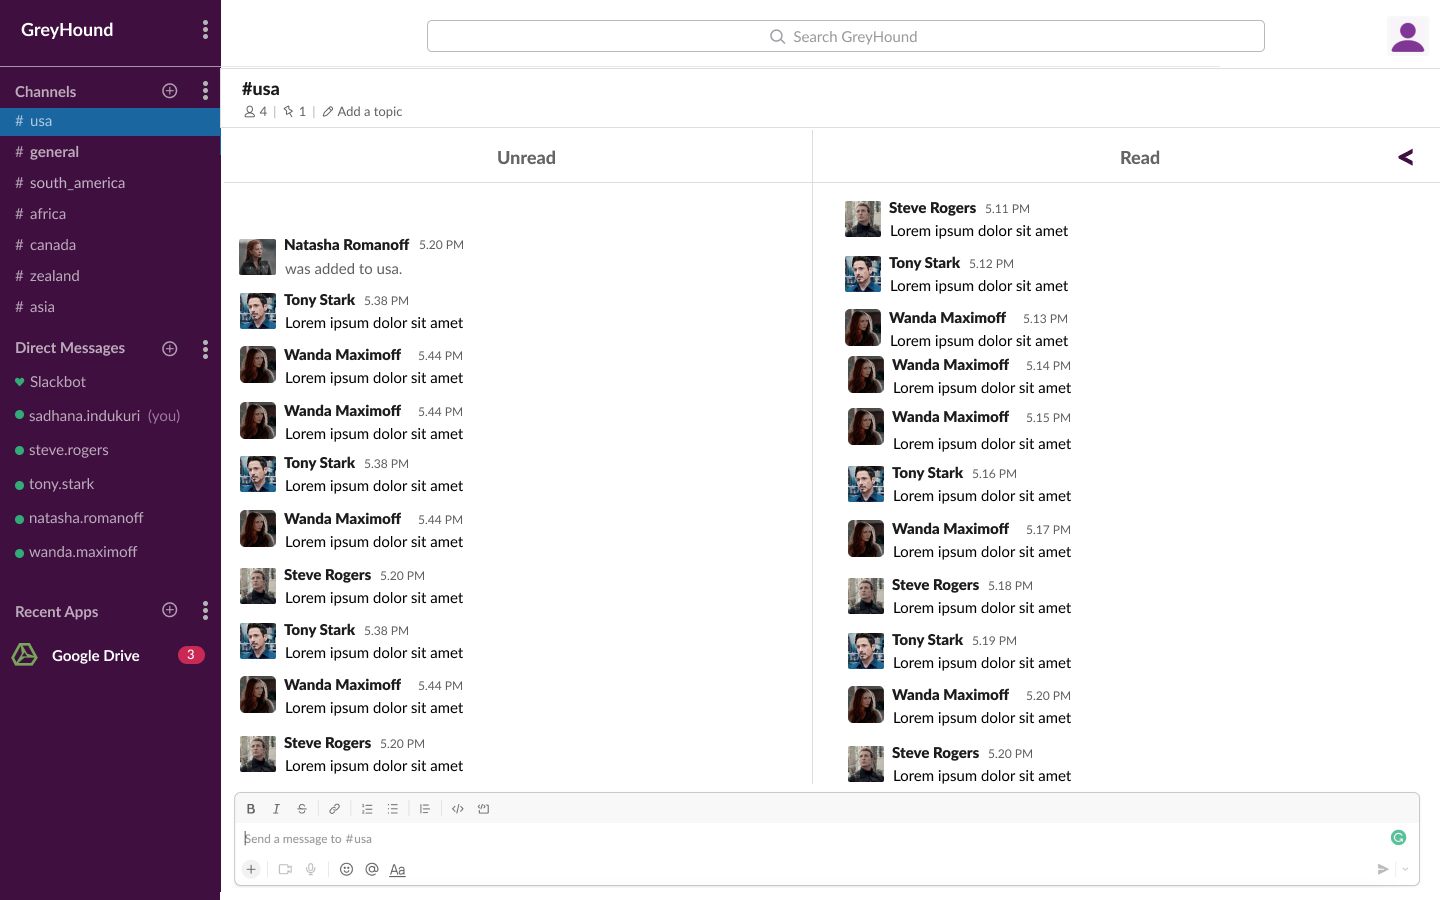 GreyHound
Search GreyHound
Channels
# usa
# general
# south_america
# africa
# canada
# zealand
# asia
Direct Messages
Slackbot
sadhana.indukuri (you)
steve.rogers
tony.stark
natasha.romanoff
wanda.maximoff
Recent Apps
Google Drive 3
#usa
4 | 1 | Add a topic
Unread
Natasha Romanoff 5.20 PM
was added to usa.
Tony Stark 5.38 PM
Lorem ipsum dolor sit amet
Wanda Maximoff 5.44 PM
Lorem ipsum dolor sit amet
Wanda Maximoff 5.44 PM
Lorem ipsum dolor sit amet
Tony Stark 5.38 PM
Lorem ipsum dolor sit amet
Wanda Maximoff 5.44 PM
Lorem ipsum dolor sit amet
Steve Rogers 5.20 PM
Lorem ipsum dolor sit amet
Tony Stark 5.38 PM
Lorem ipsum dolor sit amet
Wanda Maximoff 5.44 PM
Lorem ipsum dolor sit amet
Steve Rogers 5.20 PM
Lorem ipsum dolor sit amet
Read <
Steve Rogers 5.11 PM
Lorem ipsum dolor sit amet
Tony Stark 5.12 PM
Lorem ipsum dolor sit amet
Wanda Maximoff 5.13 PM
Lorem ipsum dolor sit amet
Wanda Maximoff 5.14 PM
Lorem ipsum dolor sit amet
Wanda Maximoff 5.15 PM
Lorem ipsum dolor sit amet
Tony Stark 5.16 PM
Lorem ipsum dolor sit amet
Wanda Maximoff 5.17 PM
Lorem ipsum dolor sit amet
Steve Rogers 5.18 PM
Lorem ipsum dolor sit amet
Tony Stark 5.19 PM
Lorem ipsum dolor sit amet
Wanda Maximoff 5.20 PM
Lorem ipsum dolor sit amet
Steve Rogers 5.20 PM
Lorem ipsum dolor sit amet
B I S
Send a message to #usa
+ @ Aa